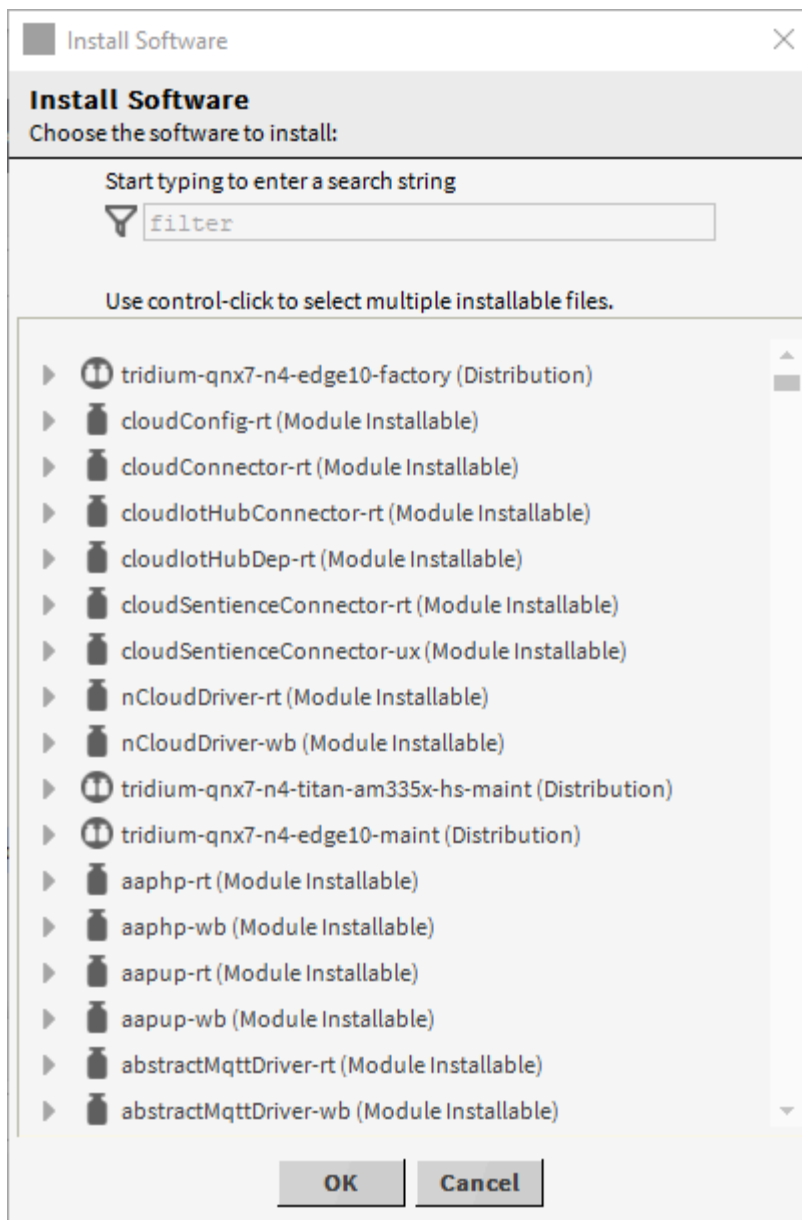 Install Software
Install Software
Choose the software to install:
Start typing to enter a search string
filter
Use control-click to select multiple installable files.
tridium-qnx7-n4-edge10-factory (Distribution)
cloudConfig-rt (Module Installable)
cloudConnector-rt (Module Installable)
cloudIotHubConnector-rt (Module Installable)
cloudIotHubDep-rt (Module Installable)
cloudSentienceConnector-rt (Module Installable)
cloudSentienceConnector-ux (Module Installable)
nCloudDriver-rt (Module Installable)
nCloudDriver-wb (Module Installable)
tridium-qnx7-n4-titan-am335x-hs-maint (Distribution)
tridium-qnx7-n4-edge10-maint (Distribution)
aaphp-rt (Module Installable)
aaphp-wb (Module Installable)
aapup-rt (Module Installable)
aapup-wb (Module Installable)
abstractMqttDriver-rt (Module Installable)
abstractMqttDriver-wb (Module Installable)
OK Cancel